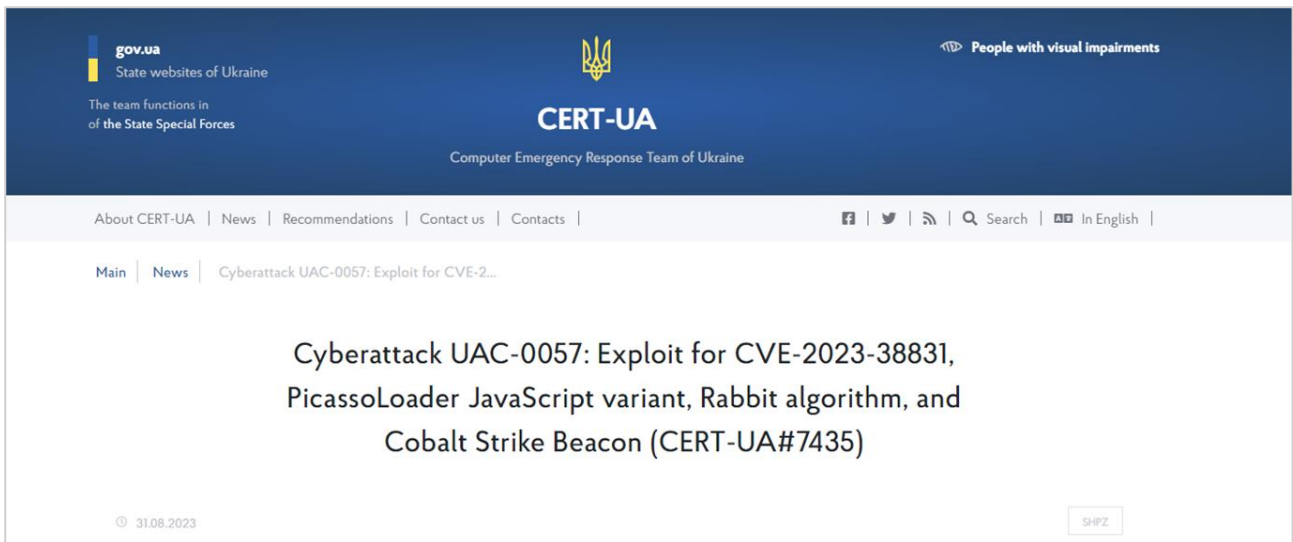 gov.ua
State websites of Ukraine
The team functions in
of the State Special Forces
CERT-UA
Computer Emergency Response Team of Ukraine
People with visual impairments
About CERT-UA | News | Recommendations | Contact us | Contacts |
Search | In English |
Main | News | Cyberattack UAC-0057: Exploit for CVE-2...
Cyberattack UAC-0057: Exploit for CVE-2023-38831,
PicassoLoader JavaScript variant, Rabbit algorithm, and
Cobalt Strike Beacon (CERT-UA#7435)
31.08.2023
SHPZ